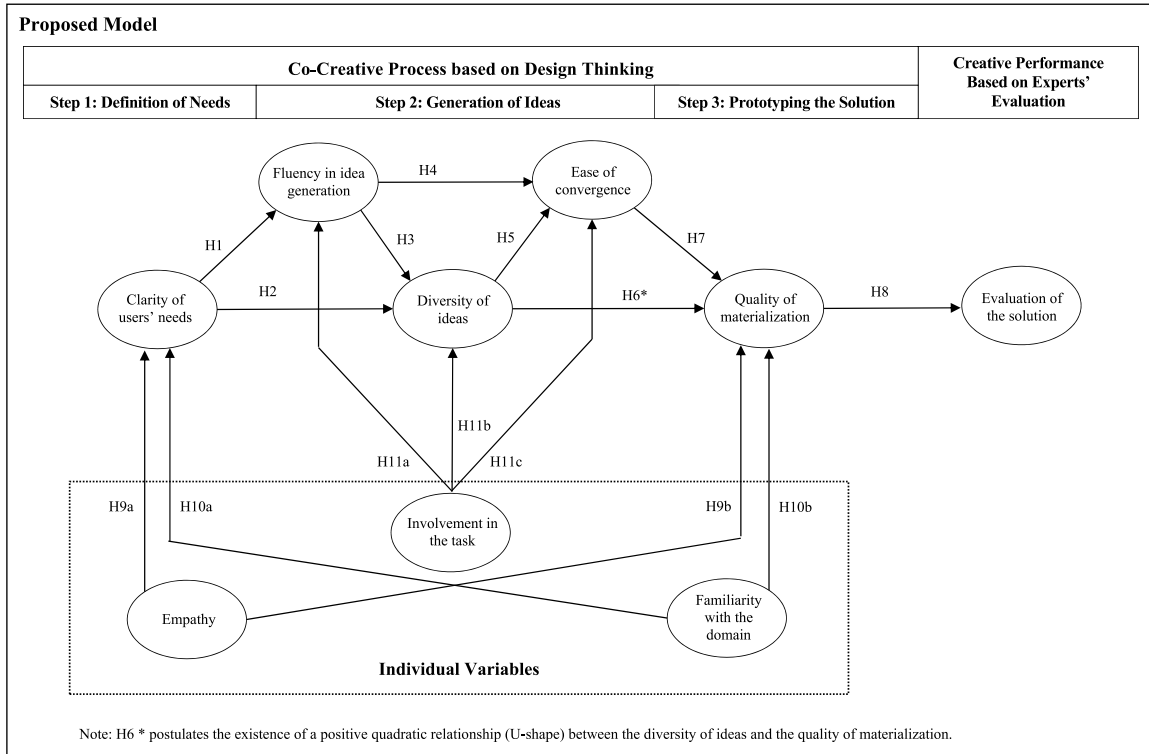 Proposed Model
Co-Creative Process based on Design Thinking
Creative Performance
Based on Experts'
Evaluation
Step 1: Definition of Needs
Step 2: Generation of Ideas
Step 3: Prototyping the Solution
Fluency in idea
generation
H4
Ease of
convergence
H1
H3
H5
H7
Clarity of
users' needs
H2
Diversity of
ideas
H6*
Quality of
materialization
H8
Evaluation of
the solution
H11b
H11a
H11c
H9a
H10a
H9b
H10b
Involvement in
the task
Empathy
Familiarity
with the
domain
Individual Variables
Note: H6 * postulates the existence of a positive quadratic relationship (U-shape) between the diversity of ideas and the quality of materialization.